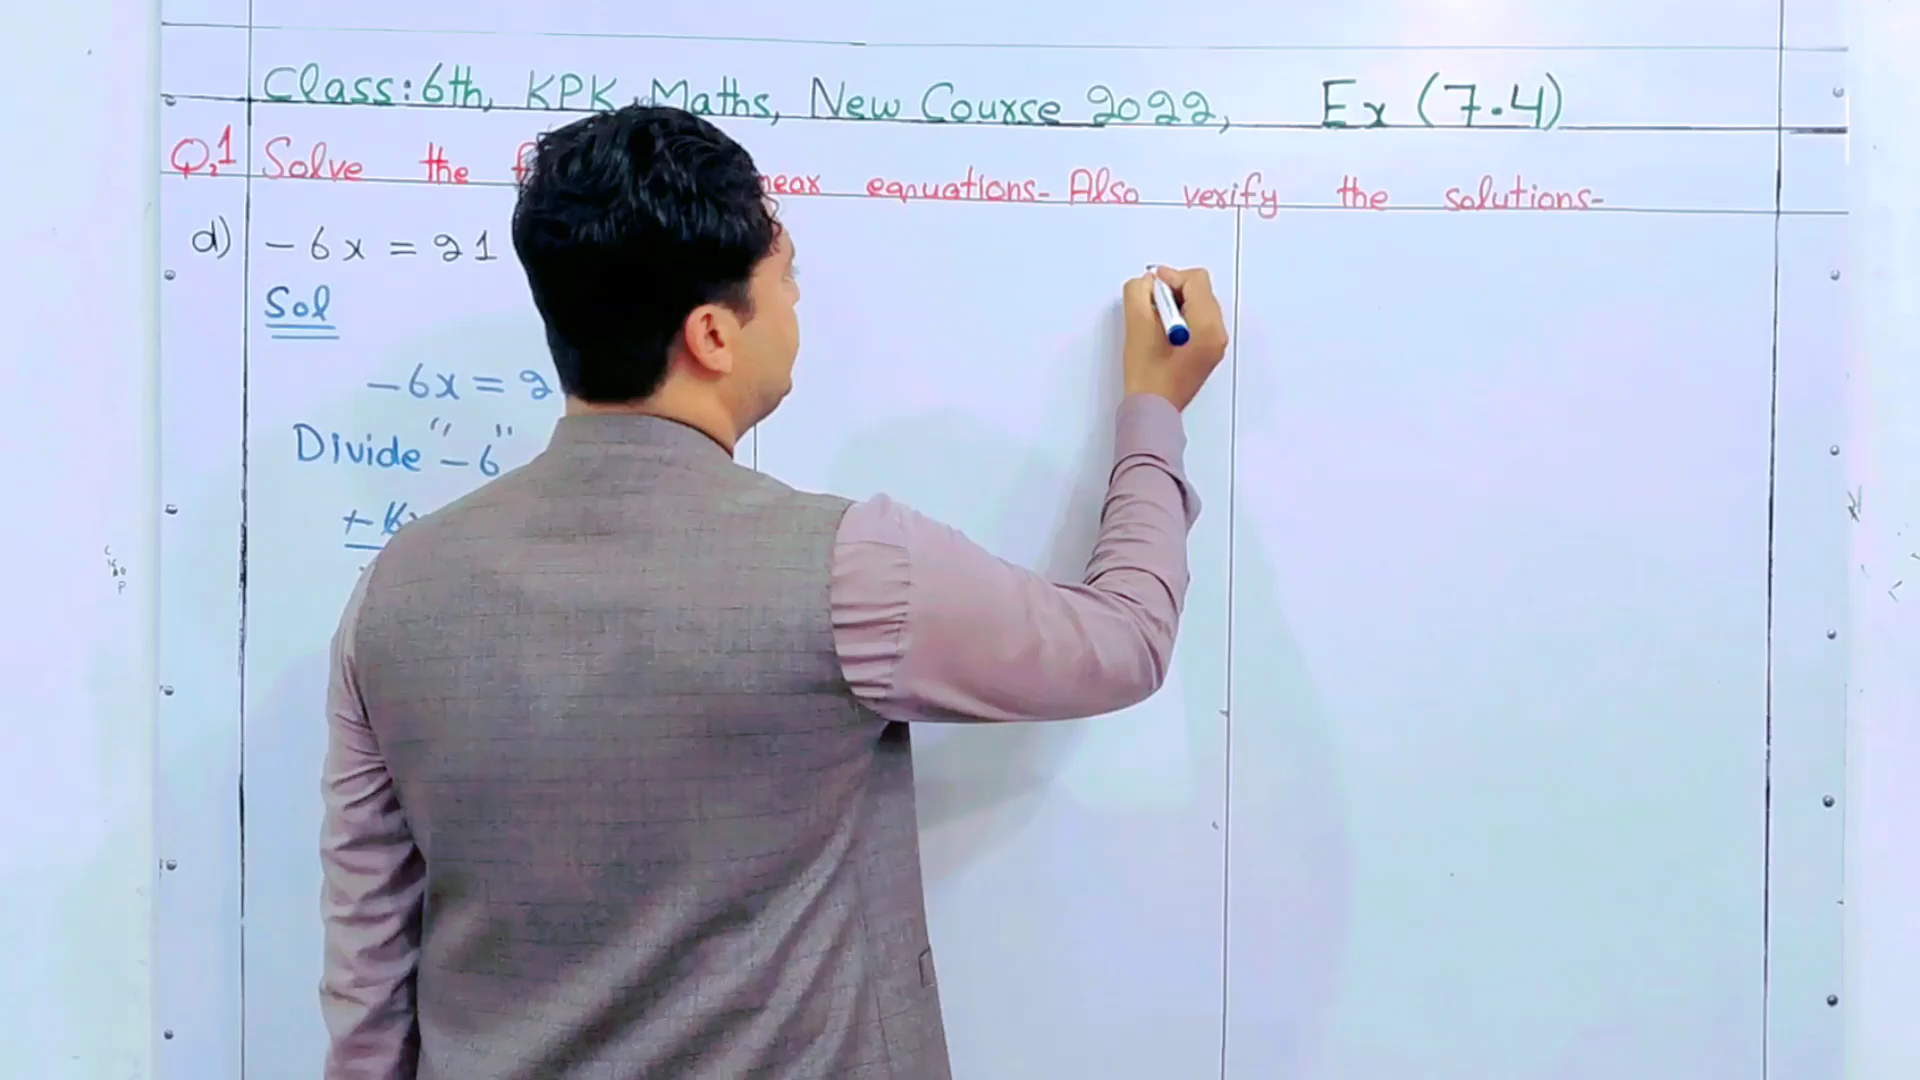 Class: 6th, KPK, Maths, New Course 2022, Ex (7.4)
Q.1 Solve the equations. Also verify the solutions-
d) -6x = 21
Sol
-6x = 2
Divide "-6"